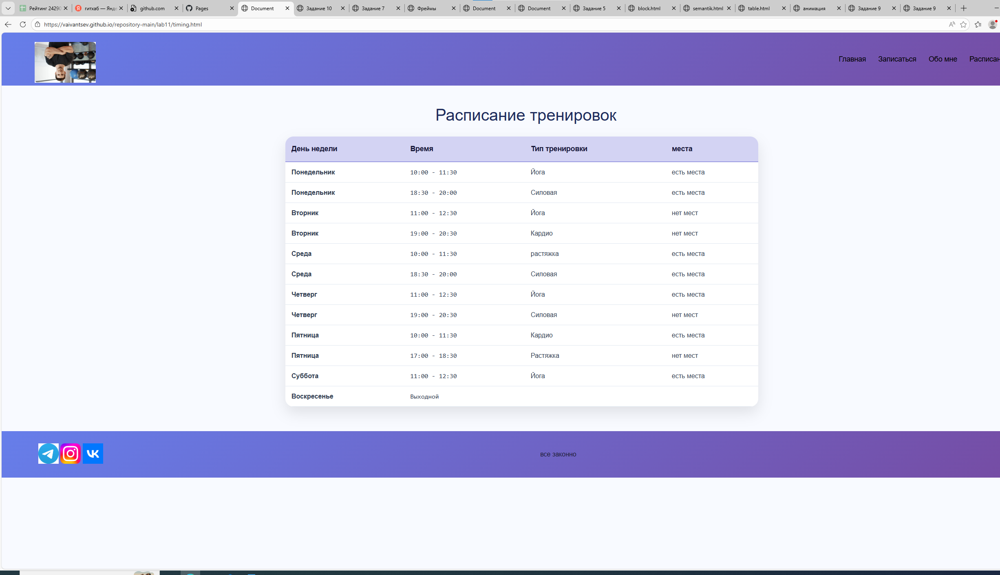 Рейтинг 24290
гитхаб — Янде
github.com
Pages
Document
Задание 10
Задание 7
Фреймы
Document
Document
Задание 5
block.html
semantik.html
table.html
анимация
Задание 9
Задание 9
https://vaivantsev.github.io/repository-main/lab11/timing.html
Главная Записаться Обо мне Расписан
Расписание тренировок
День недели Время Тип тренировки места
Понедельник 10:00 - 11:30 Йога есть места
Понедельник 18:30 - 20:00 Силовая есть места
Вторник 11:00 - 12:30 Йога нет мест
Вторник 19:00 - 20:30 Кардио нет мест
Среда 10:00 - 11:30 растяжка есть места
Среда 18:30 - 20:00 Силовая есть места
Четверг 11:00 - 12:30 Йога есть места
Четверг 19:00 - 20:30 Силовая нет мест
Пятница 10:00 - 11:30 Кардио есть места
Пятница 17:00 - 18:30 Растяжка нет мест
Суббота 11:00 - 12:30 Йога есть места
Воскресенье Выходной
все законно